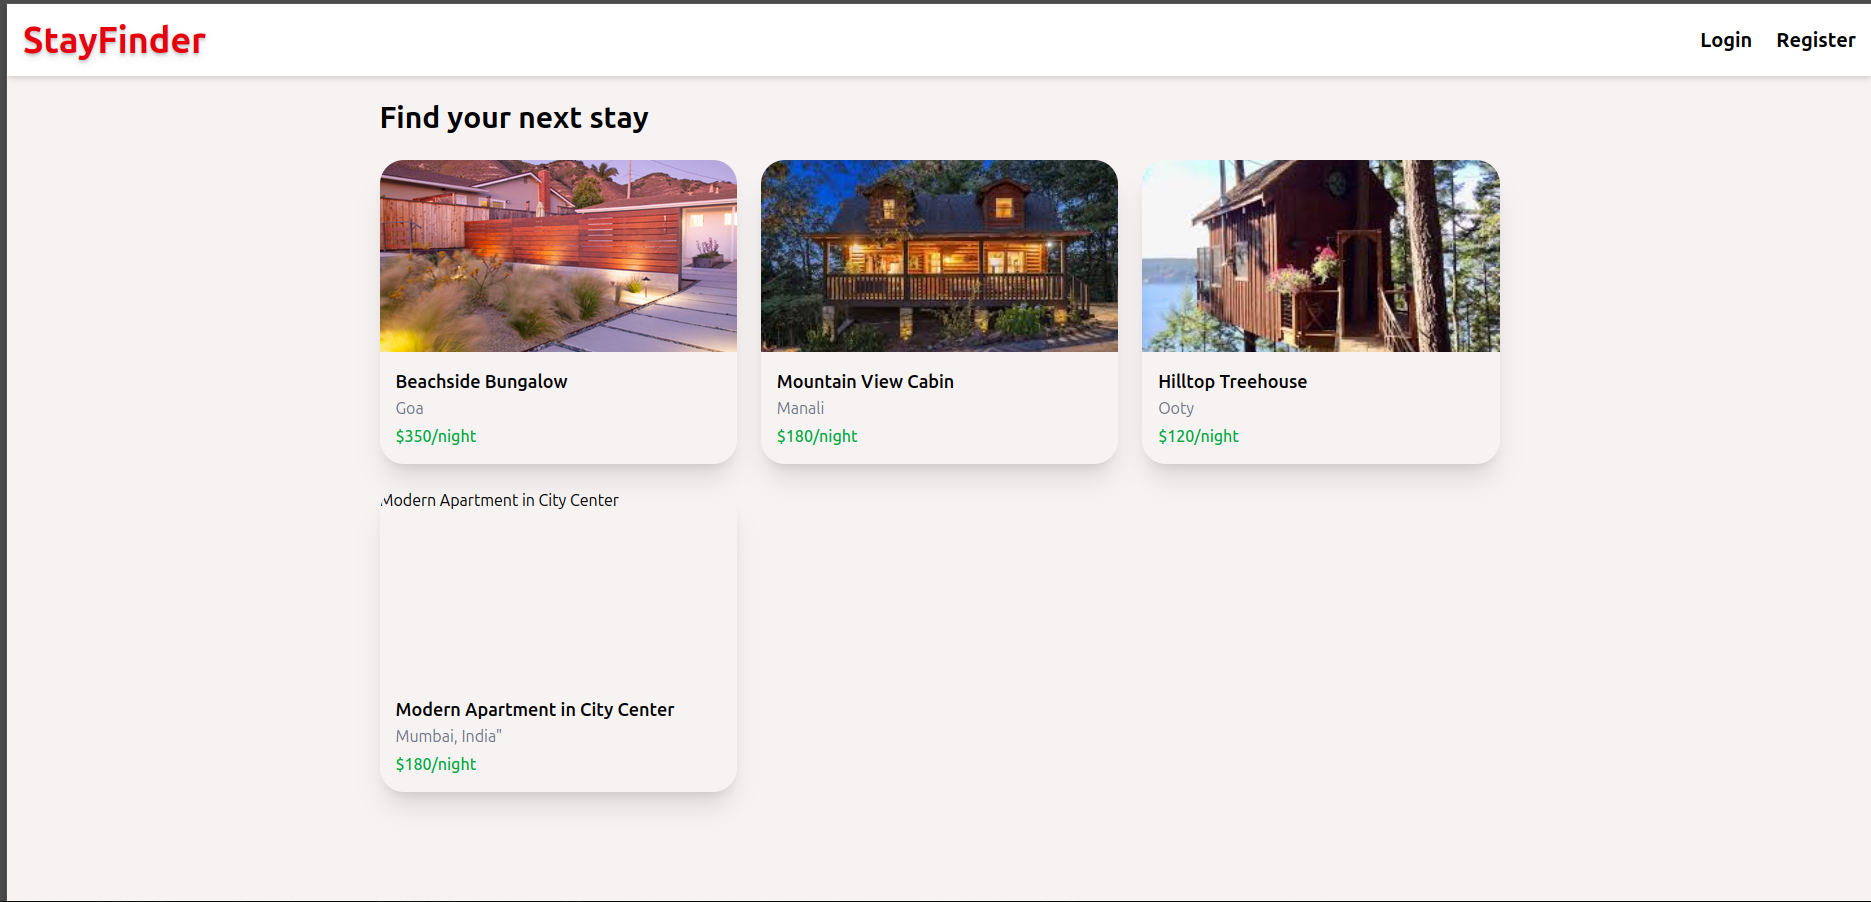 StayFinder
Login Register
Find your next stay
Beachside Bungalow
Goa
$350/night
Mountain View Cabin
Manali
$180/night
Hilltop Treehouse
Ooty
$120/night
Modern Apartment in City Center
Modern Apartment in City Center
Mumbai, India"
$180/night